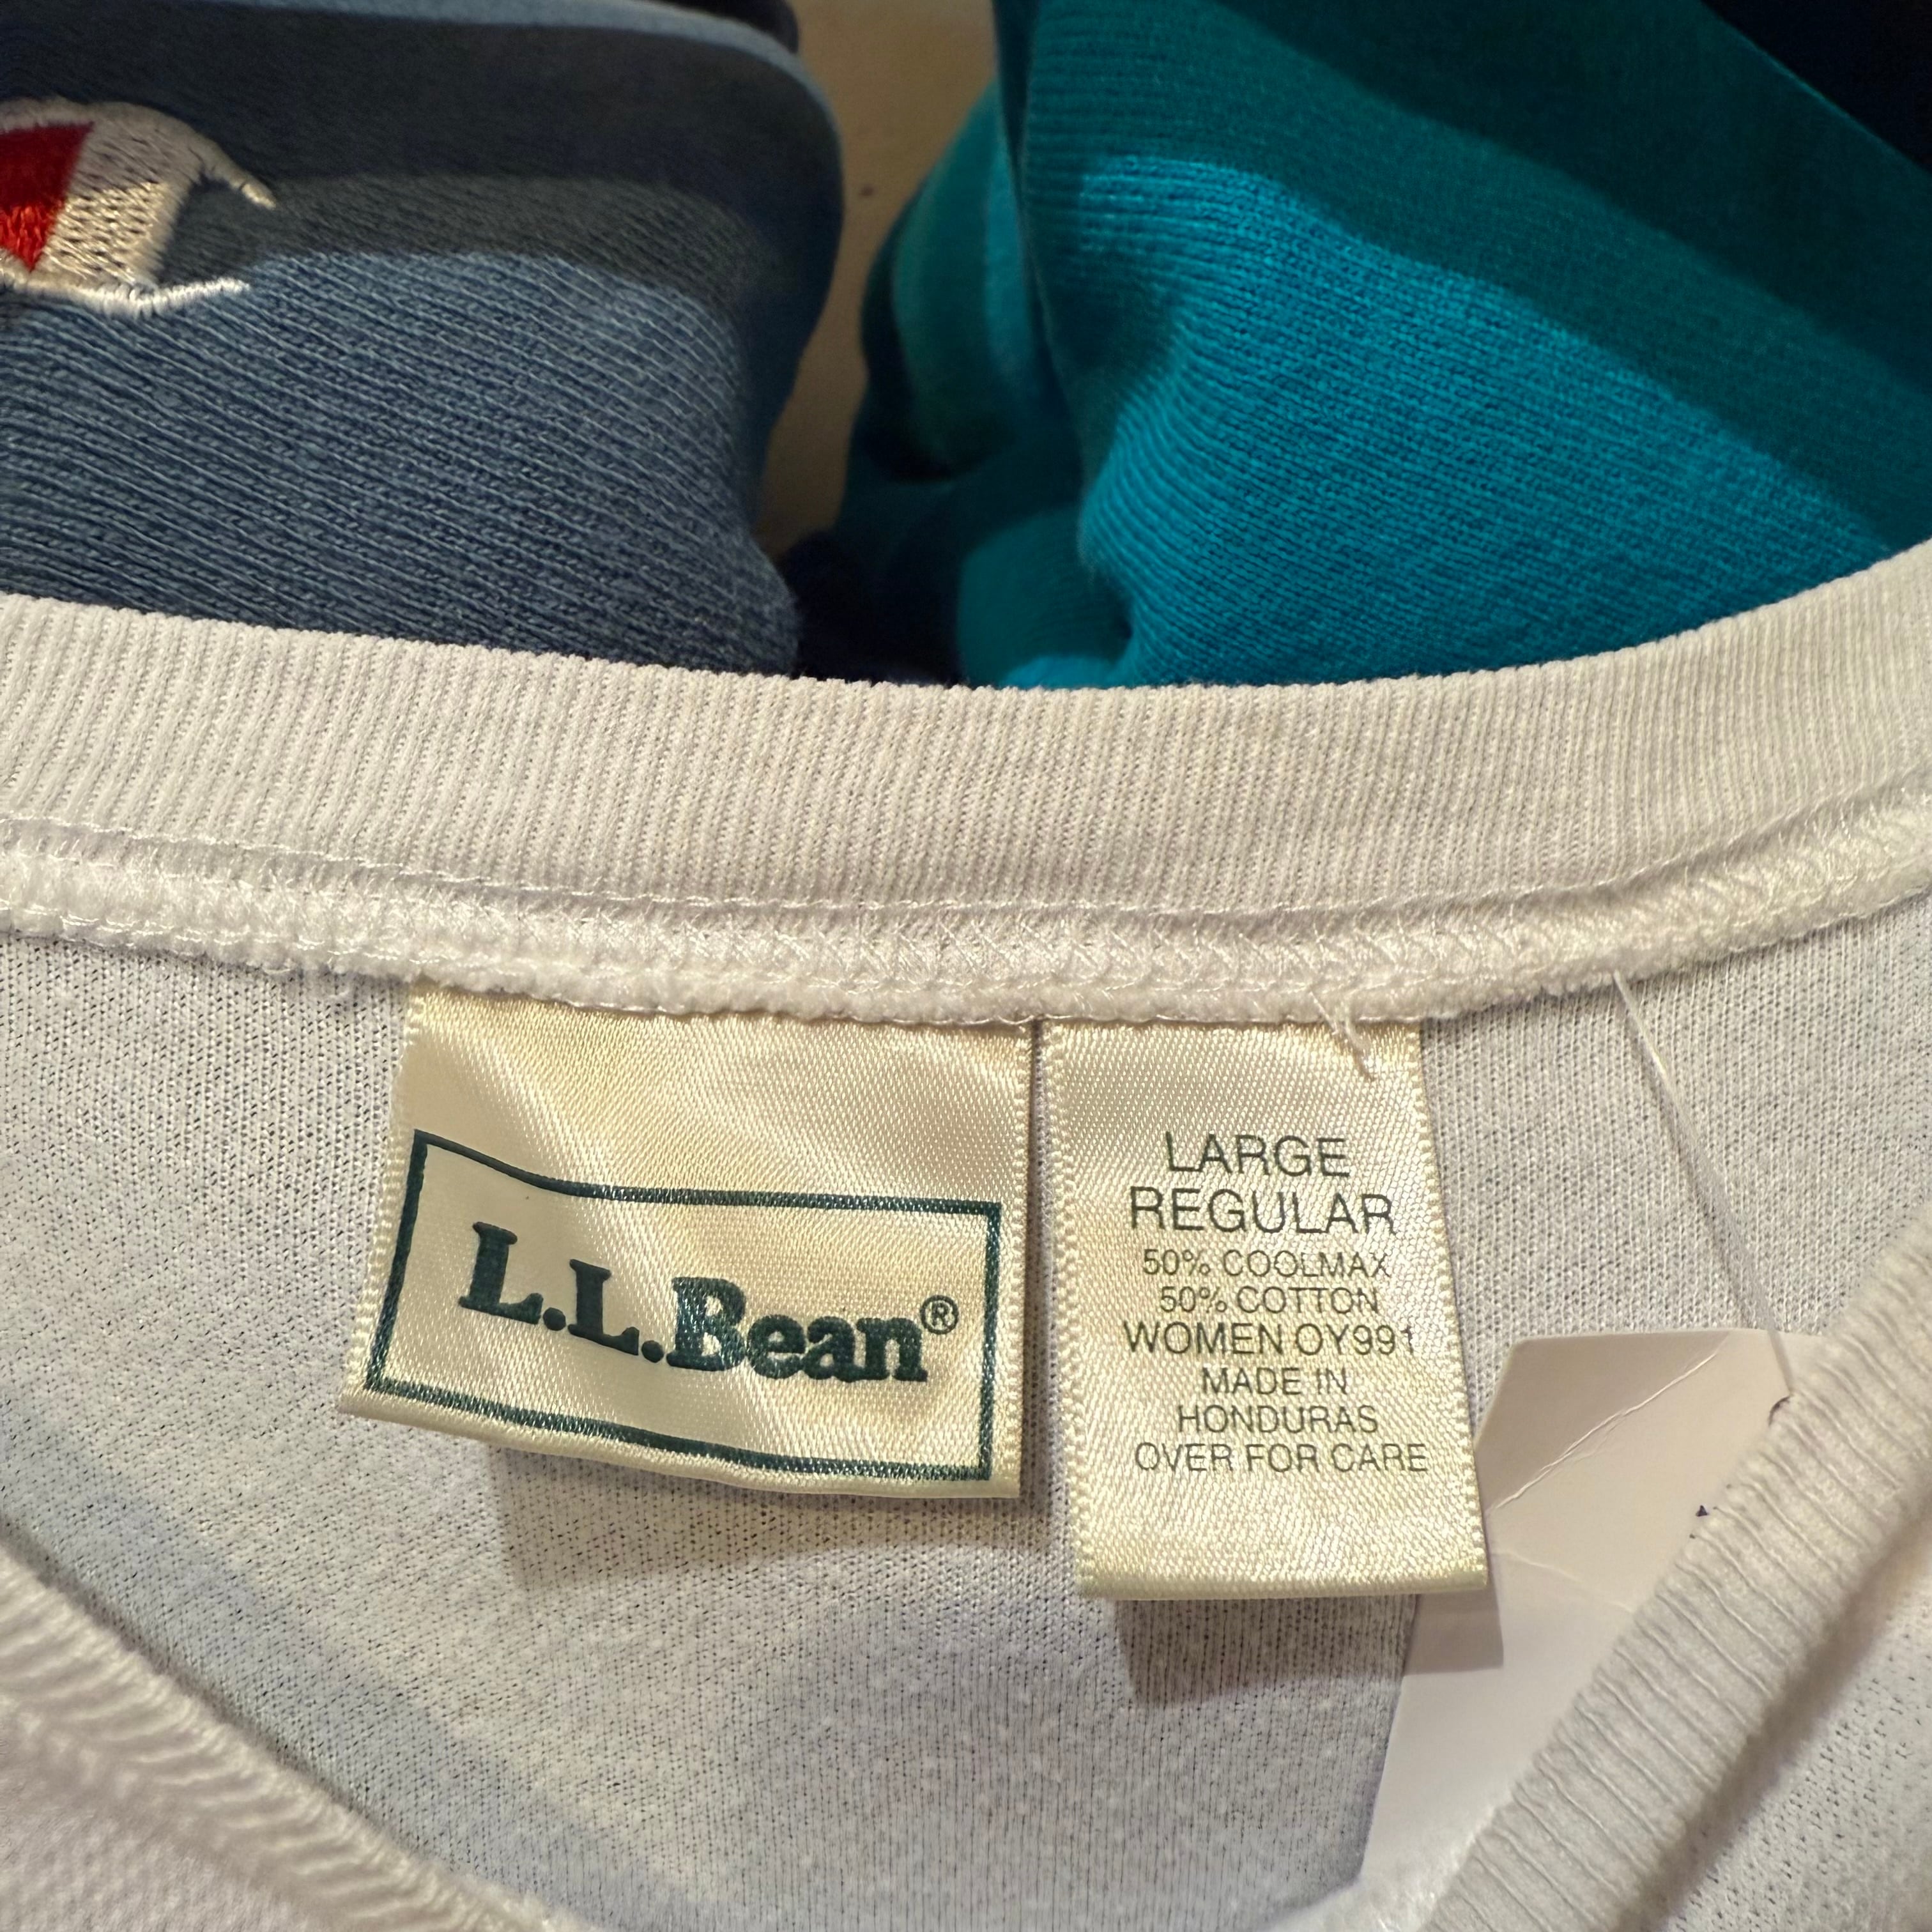 L.L.Bean®
LARGE
REGULAR
50% COOLMAX
50% COTTON
WOMEN OY991
MADE IN
HONDURAS
OVER FOR CARE